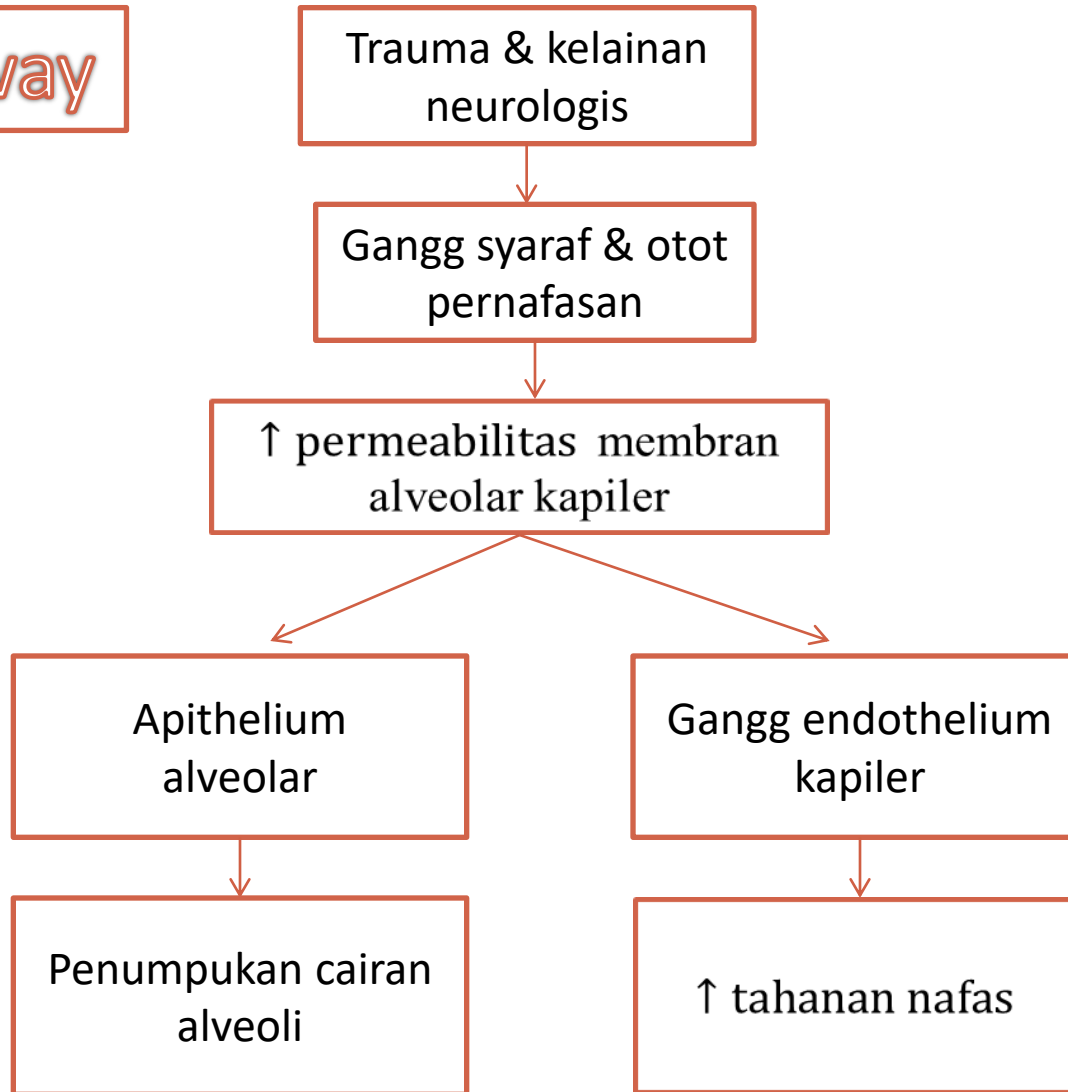 way
Trauma & kelainan
neurologis
Gangg syaraf & otot
pernafasan
↑ permeabilitas membran
alveolar kapiler
Apithelium
alveolar
Gangg endothelium
kapiler
Penumpukan cairan
alveoli
↑ tahanan nafas